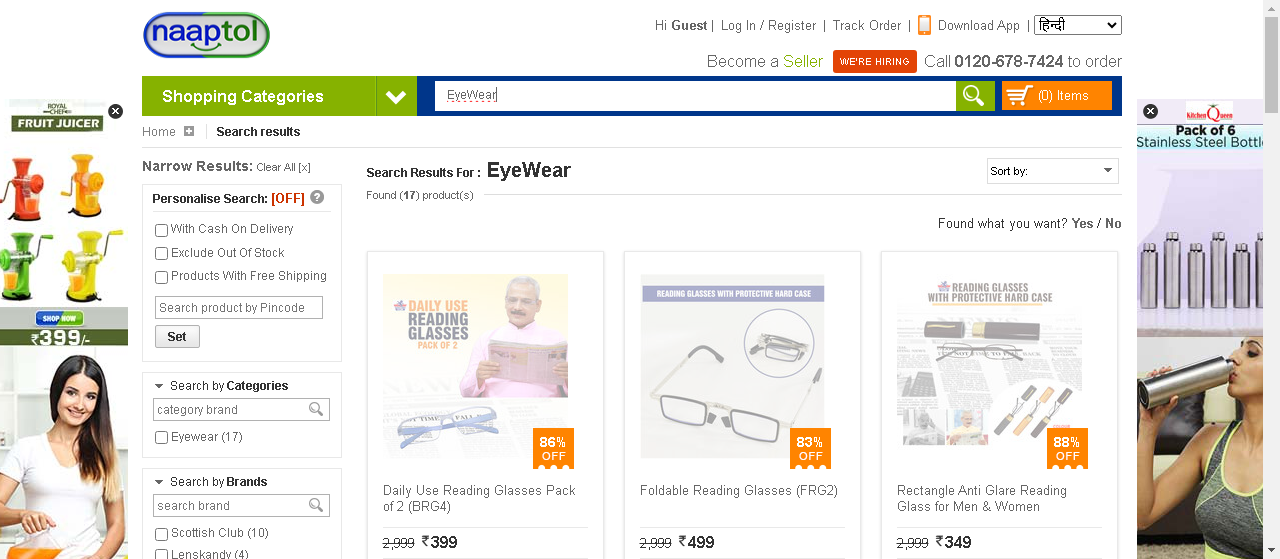 naaptol
Hi Guest | Log In / Register | Track Order | Download App | हिन्दी
Become a Seller WE'RE HIRING Call 0120-678-7424 to order
Shopping Categories
EyeWear
(0) Items
Home Search results
ROYAL CHEF
FRUIT JUICER
SHOP NOW
₹399/-
Kitchen Queen
Pack of 6
Stainless Steel Bottl
Narrow Results: Clear All [x]
Personalise Search: [OFF] ?
With Cash On Delivery
Exclude Out Of Stock
Products With Free Shipping
Search product by Pincode
Set
Search by Categories
category,brand
Eyewear (17)
Search by Brands
search brand
Scottish Club (10)
Lenskandy (4)
Search Results For : EyeWear
Sort by:
Found (17) product(s)
Found what you want? Yes / No
DAILY USE
READING
GLASSES
PACK OF 2
86% OFF
Daily Use Reading Glasses Pack
of 2 (BRG4)
2,999 ₹399
READING GLASSES WITH PROTECTIVE HARD CASE
83% OFF
Foldable Reading Glasses (FRG2)
2,999 ₹499
READING GLASSES
WITH PROTECTIVE HARD CASE
88% OFF
Rectangle Anti Glare Reading
Glass for Men & Women
2,999 ₹349